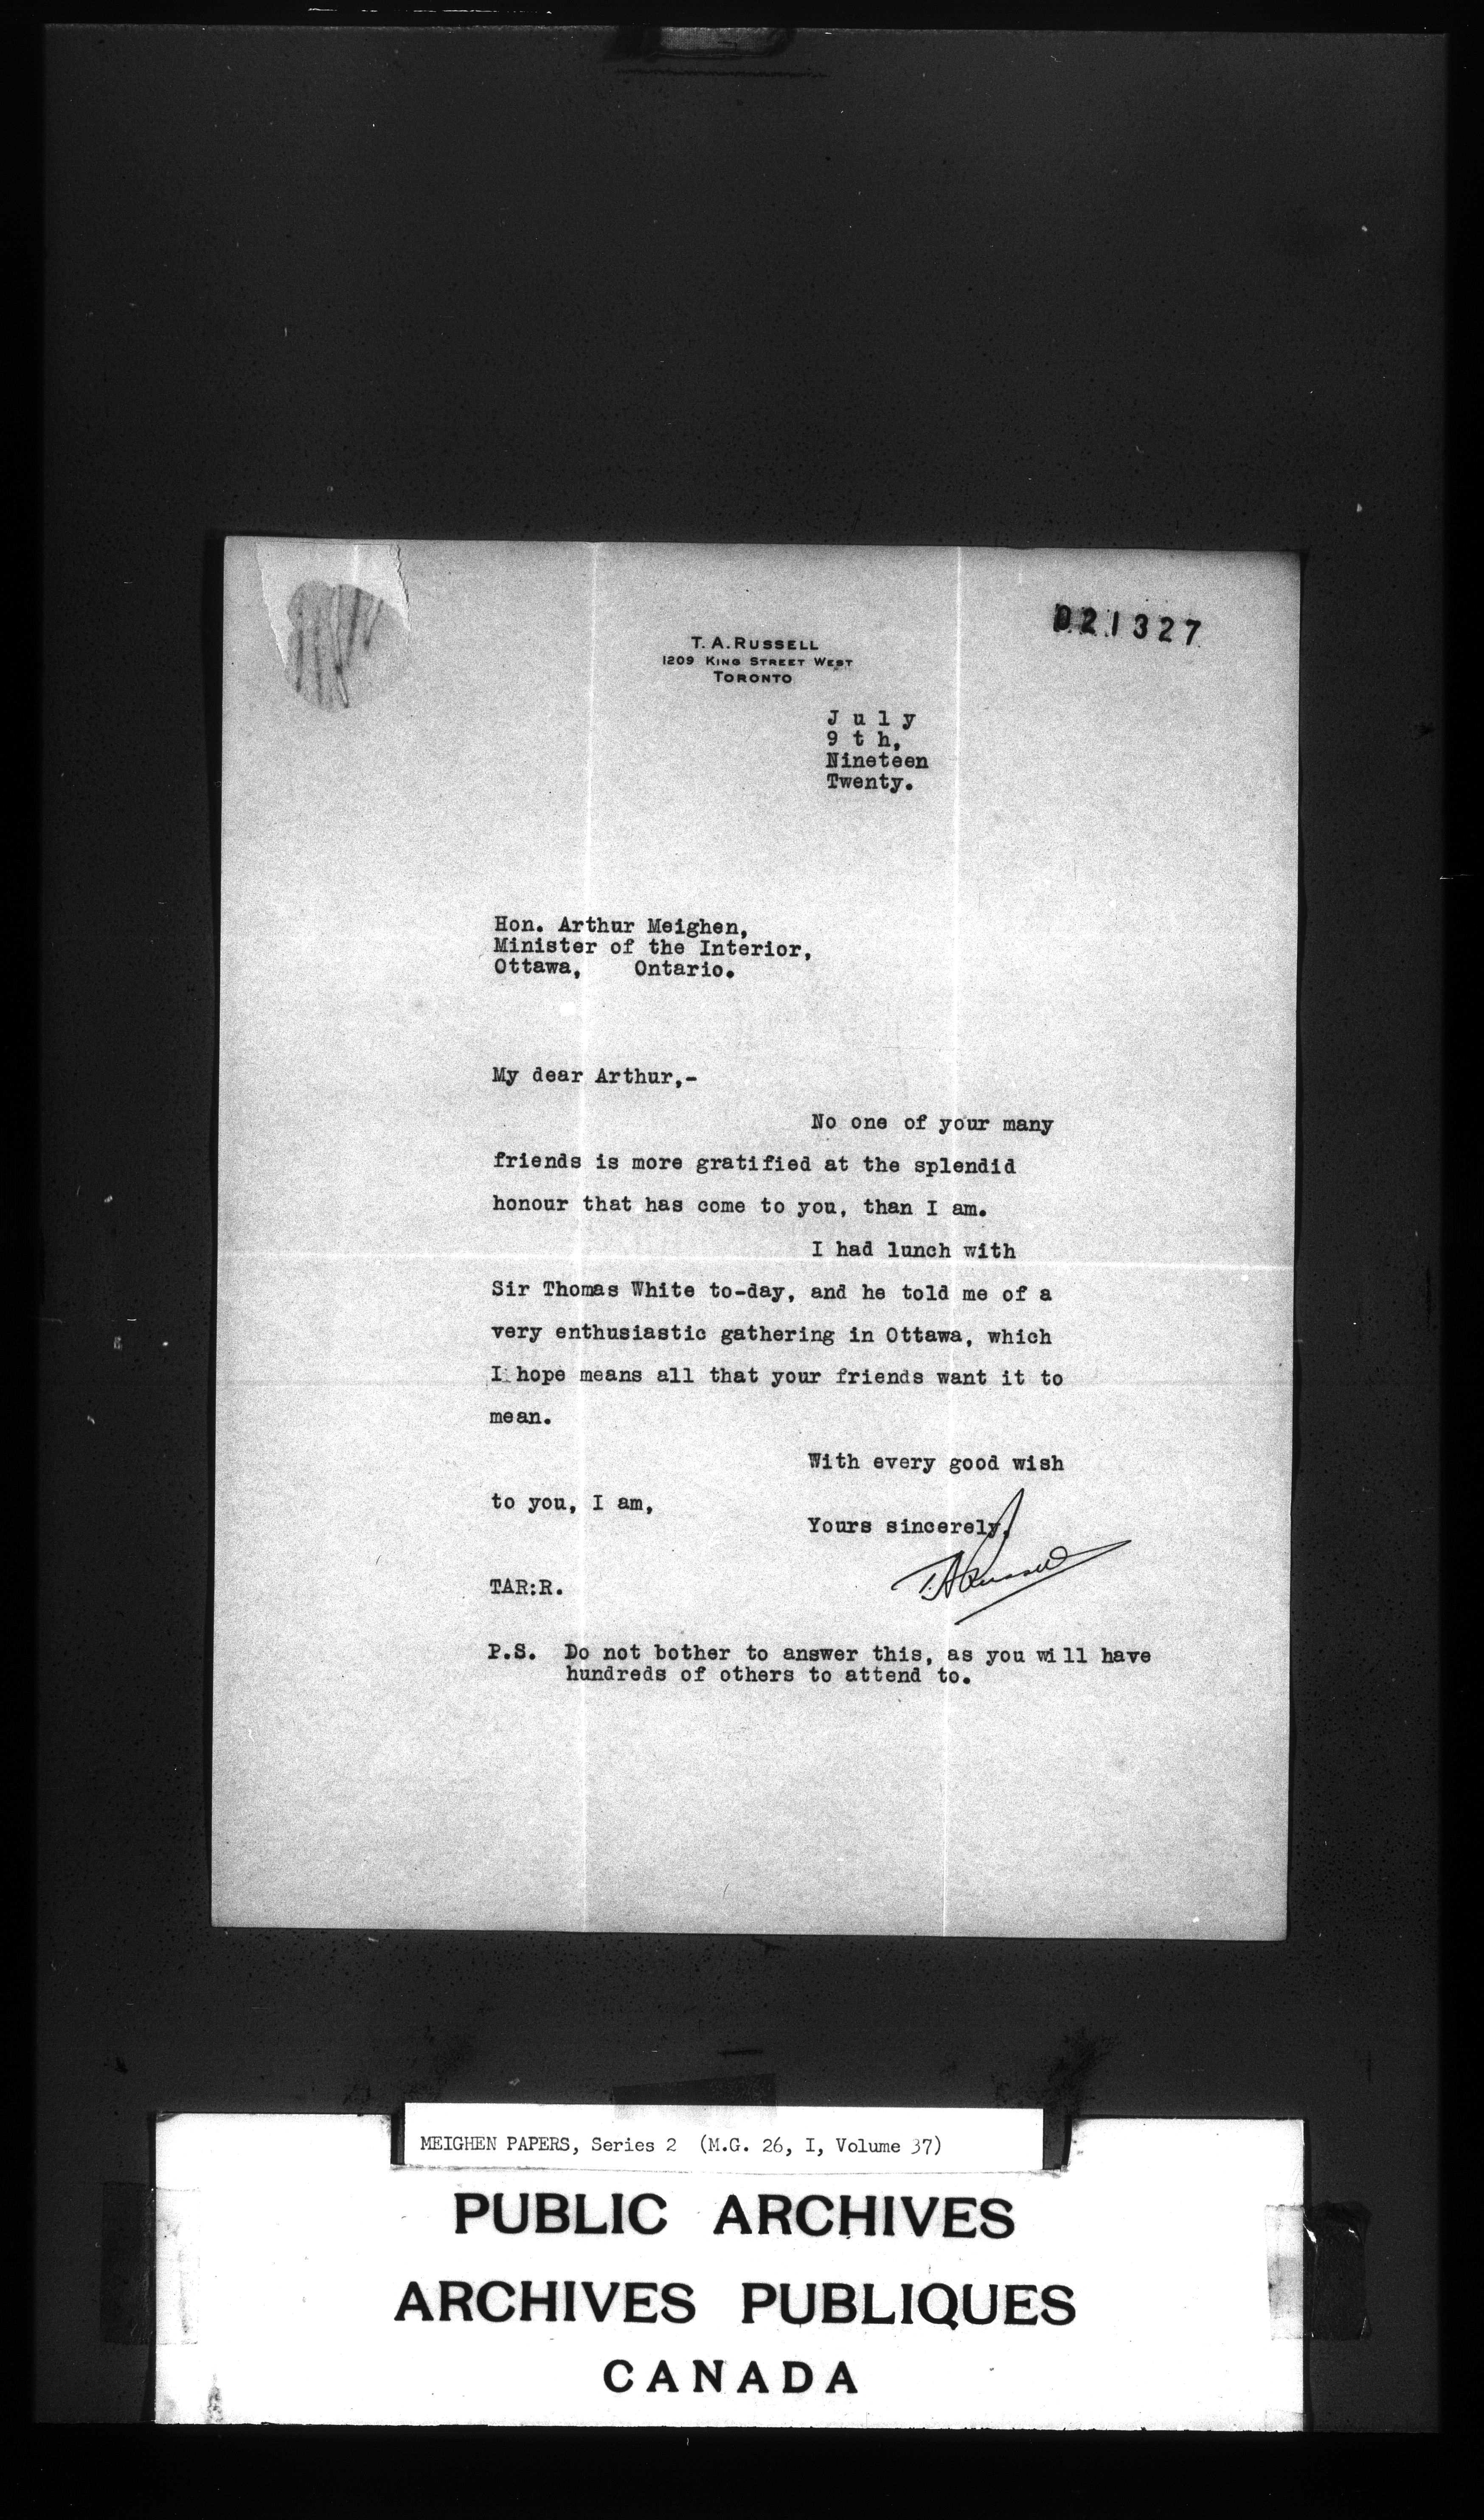 021327
T. A. RUSSELL
1209 KING STREET WEST
TORONTO
J u l y
9 t h,
Nineteen
Twenty.
Hon. Arthur Meighen,
Minister of the Interior,
Ottawa, Ontario.
My dear Arthur,-
No one of your many
friends is more gratified at the splendid
honour that has come to you, than I am.
I had lunch with
Sir Thomas White to-day, and he told me of a
very enthusiastic gathering in Ottawa, which
I hope means all that your friends want it to
mean.
With every good wish
to you, I am,
Yours sincerely,
T.A. Russell
TAR:R.
P.S. Do not bother to answer this, as you will have
hundreds of others to attend to.
MEIGHEN PAPERS, Series 2 (M.G. 26, I, Volume 37)
PUBLIC ARCHIVES
ARCHIVES PUBLIQUES
CANADA